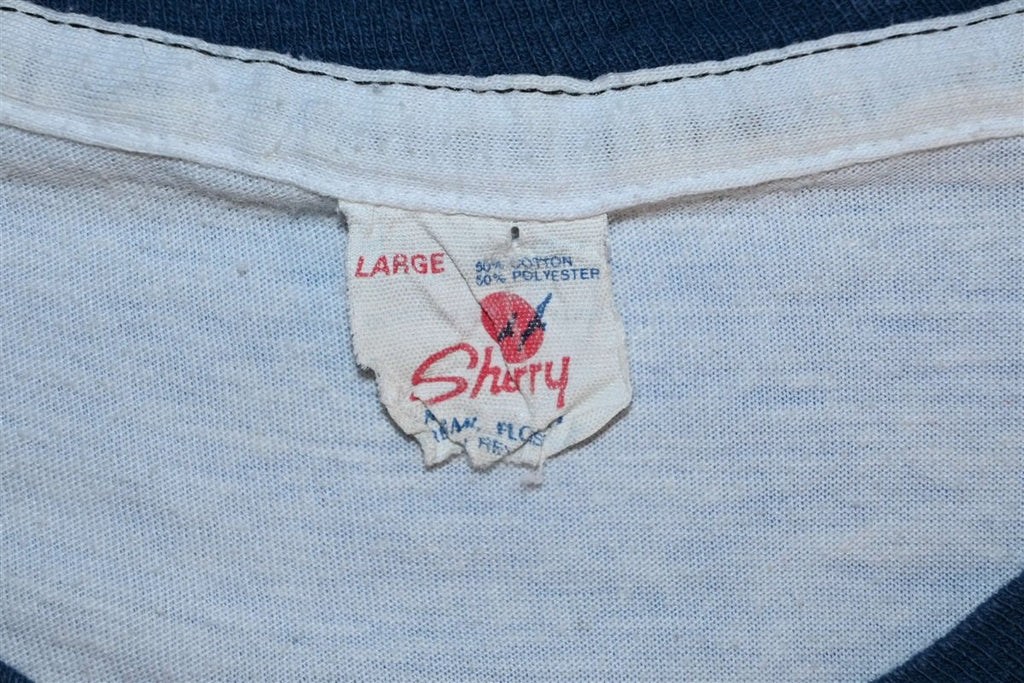 LARGE
50% COTTON
50% POLYESTER
Sherry